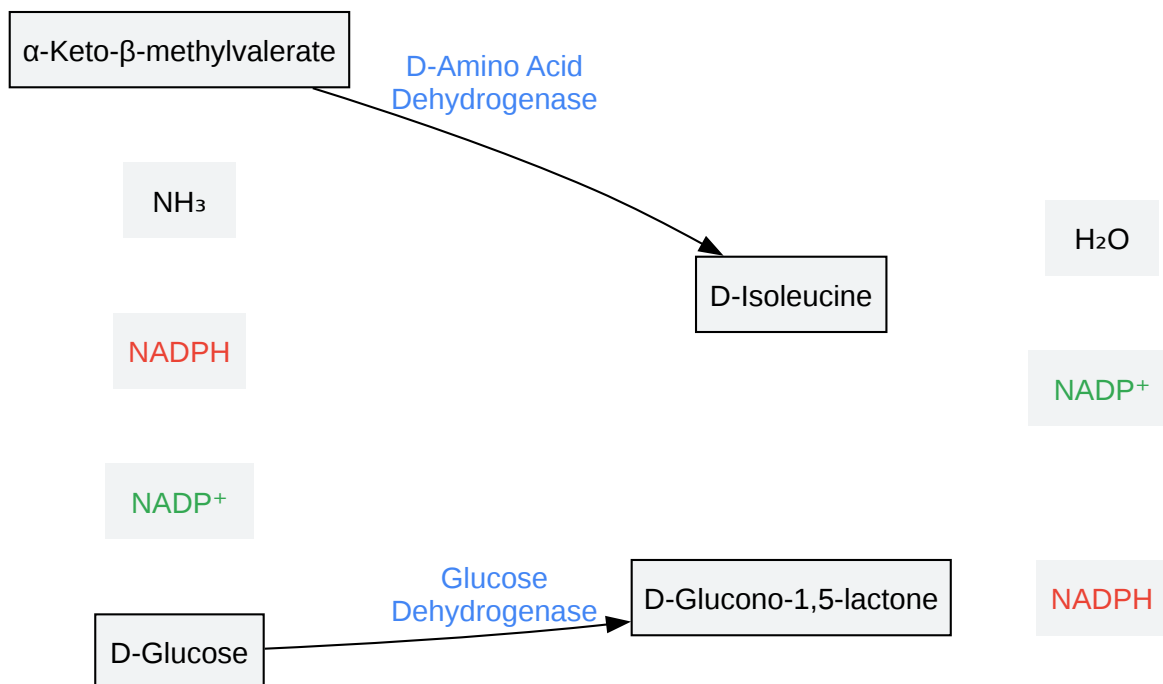 α-Keto-β-methylvalerate
D-Amino Acid
Dehydrogenase
NH₃
H₂O
D-Isoleucine
NADPH
NADP⁺
NADP⁺
Glucose
Dehydrogenase
D-Glucono-1,5-lactone
NADPH
D-Glucose